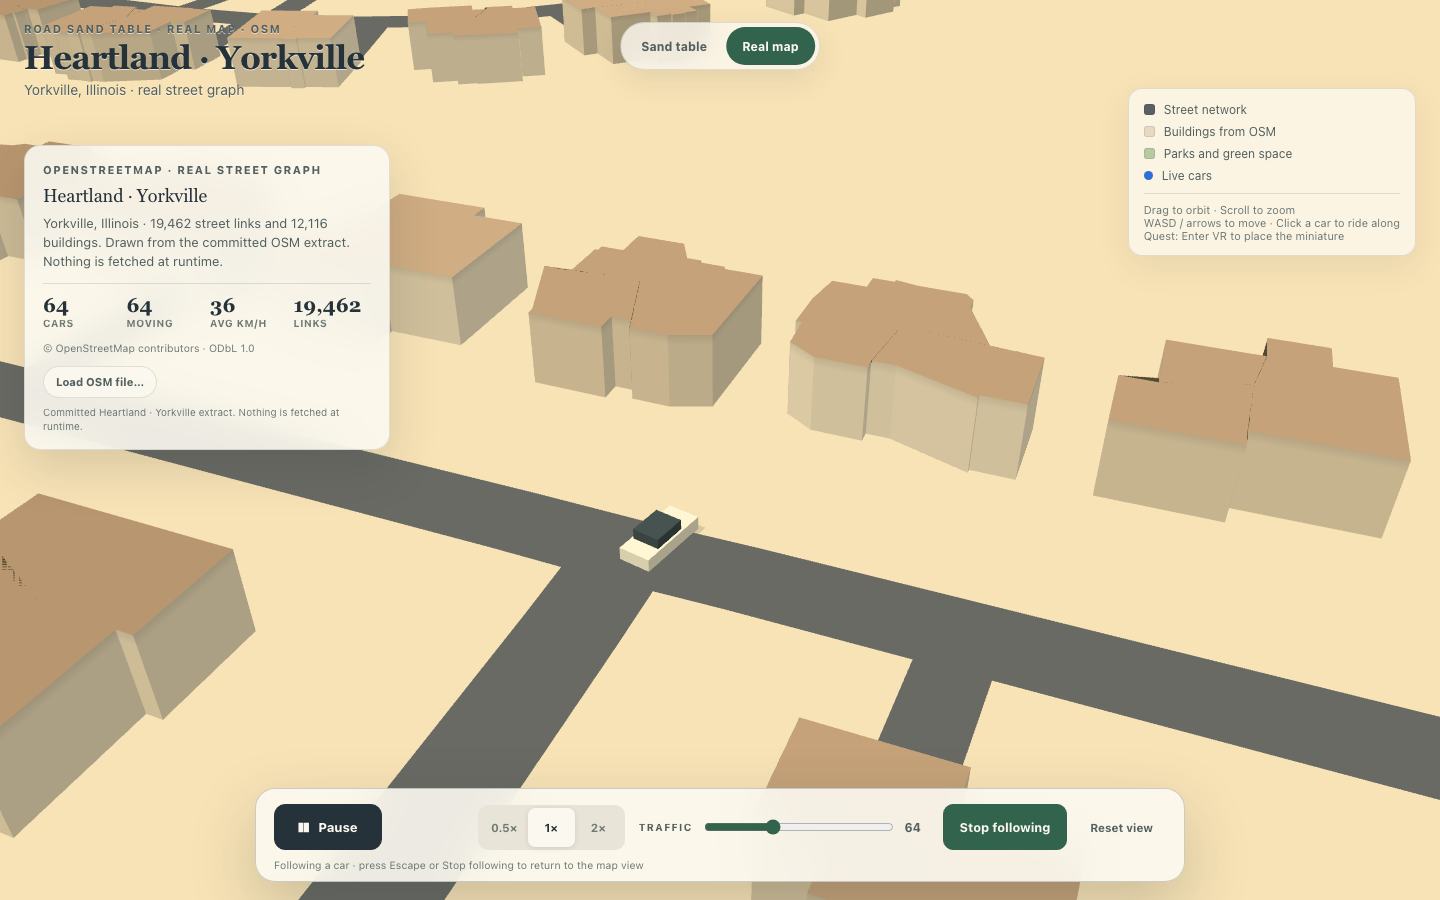 ROAD SAND TABLE · REAL MAP · OSM
Heartland · Yorkville
Yorkville, Illinois · real street graph
Sand table
Real map
Street network
Buildings from OSM
Parks and green space
Live cars
Drag to orbit · Scroll to zoom
WASD / arrows to move · Click a car to ride along
Quest: Enter VR to place the miniature
OPENSTREETMAP · REAL STREET GRAPH
Heartland · Yorkville
Yorkville, Illinois · 19,462 street links and 12,116
buildings. Drawn from the committed OSM extract.
Nothing is fetched at runtime.
64 64 36 19,462
CARS MOVING AVG KM/H LINKS
© OpenStreetMap contributors · ODbL 1.0
Load OSM file...
Committed Heartland · Yorkville extract. Nothing is fetched at
runtime.
Pause
0.5× 1× 2×
TRAFFIC
64
Stop following
Reset view
Following a car · press Escape or Stop following to return to the map view